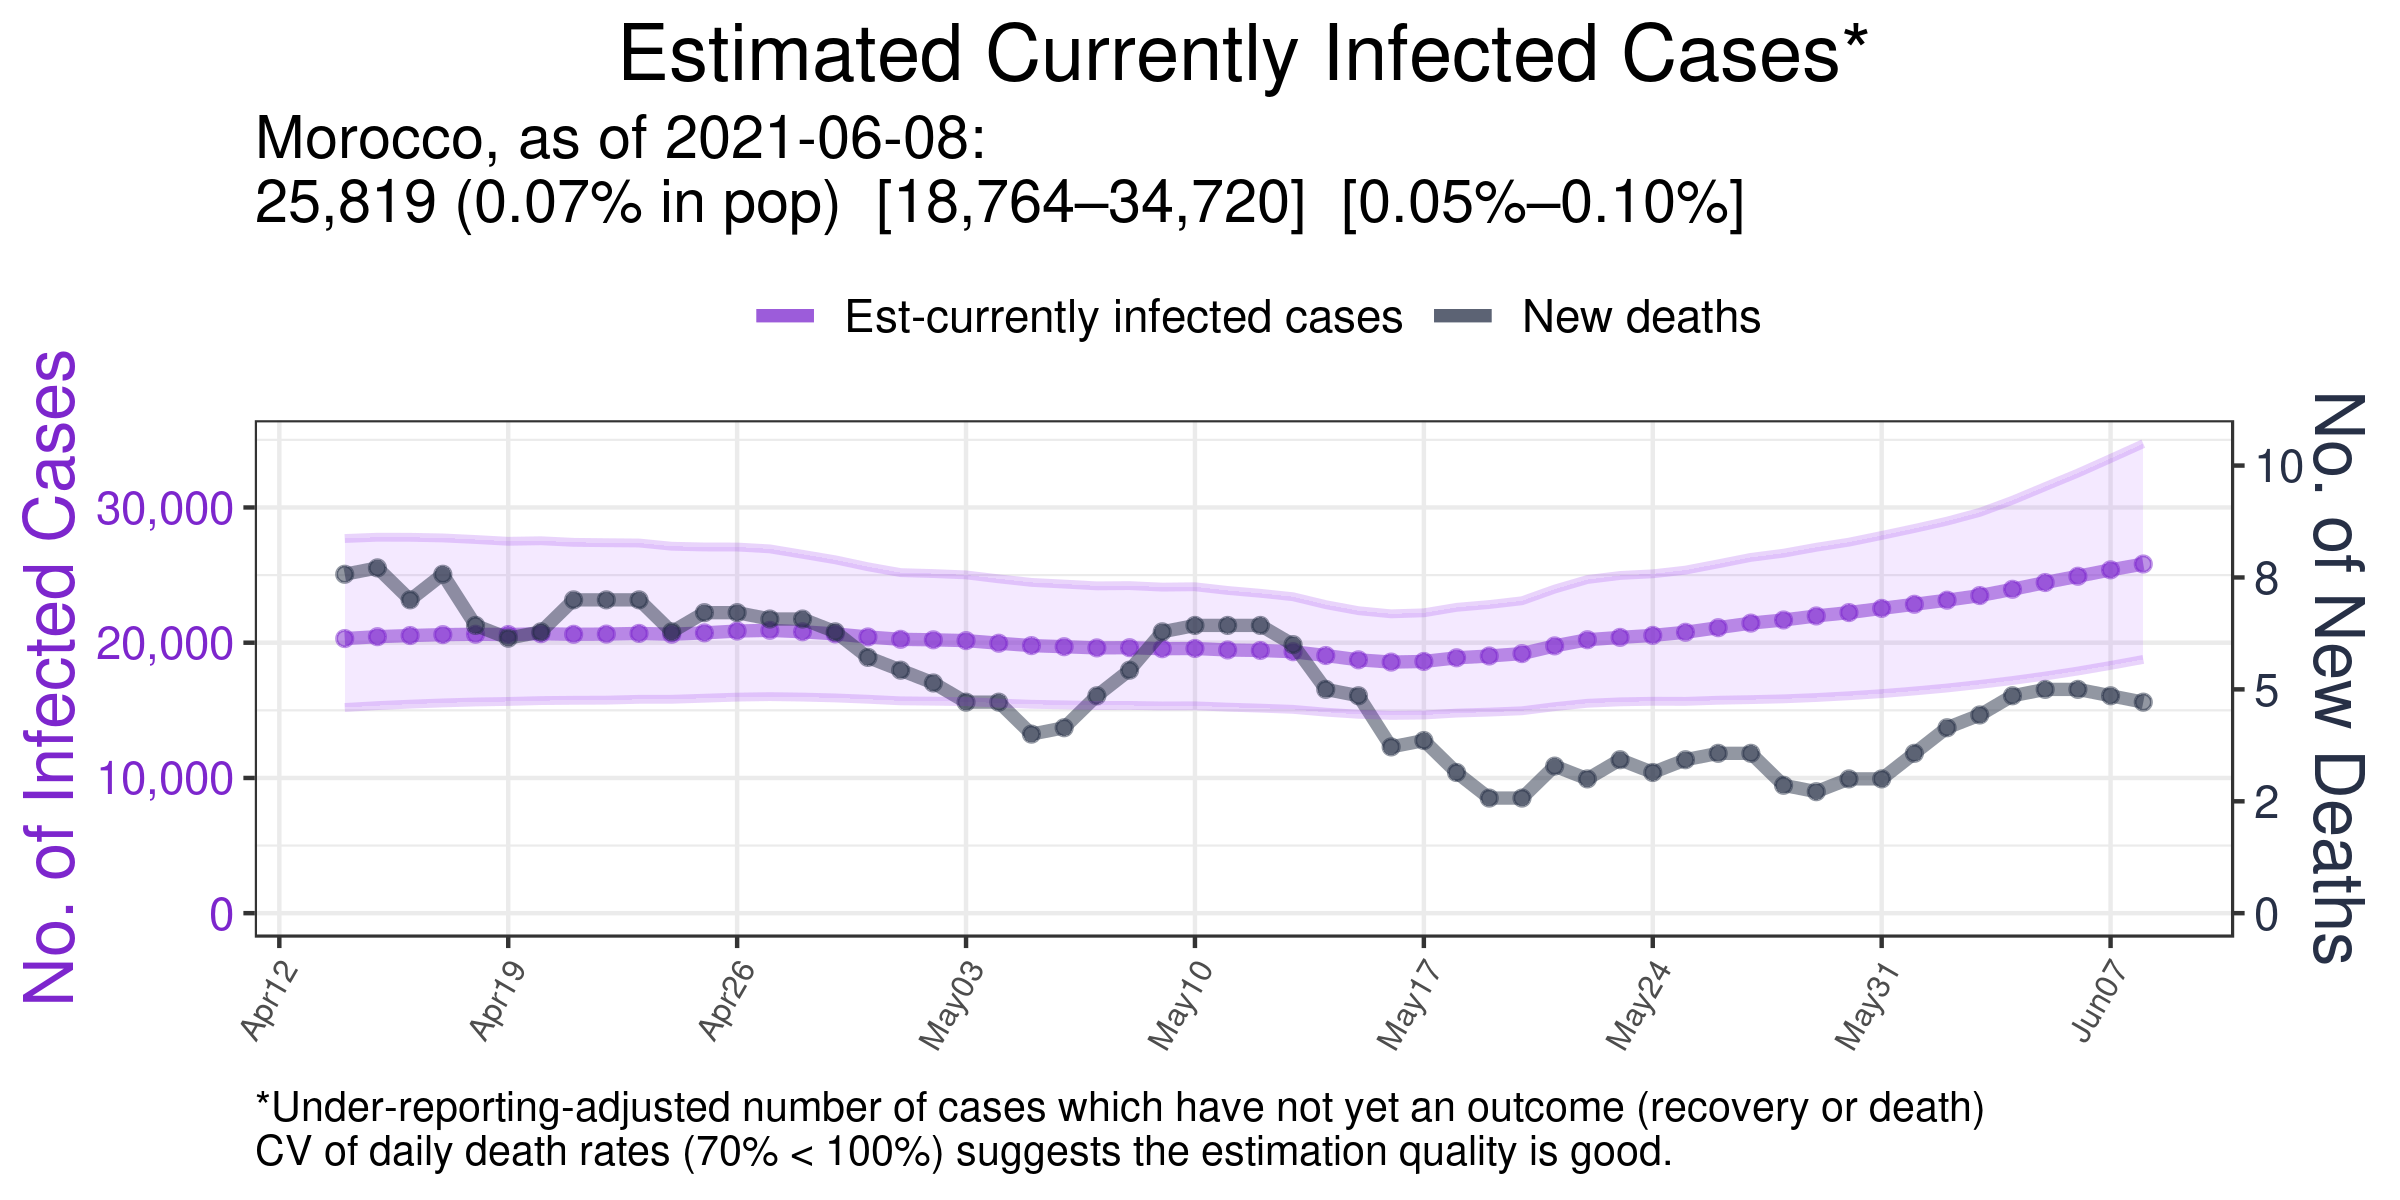 Estimated Currently Infected Cases*
Morocco, as of 2021-06-08:
25,819 (0.07% in pop)  [18,764–34,720]  [0.05%–0.10%]
Est-currently infected cases
New deaths
No. of Infected Cases
30,000
20,000
10,000
0
No. of New Deaths
10
8
5
2
0
Apr12
Apr19
Apr26
May03
May10
May17
May24
May31
Jun07
*Under-reporting-adjusted number of cases which have not yet an outcome (recovery or death)
CV of daily death rates (70% < 100%) suggests the estimation quality is good.